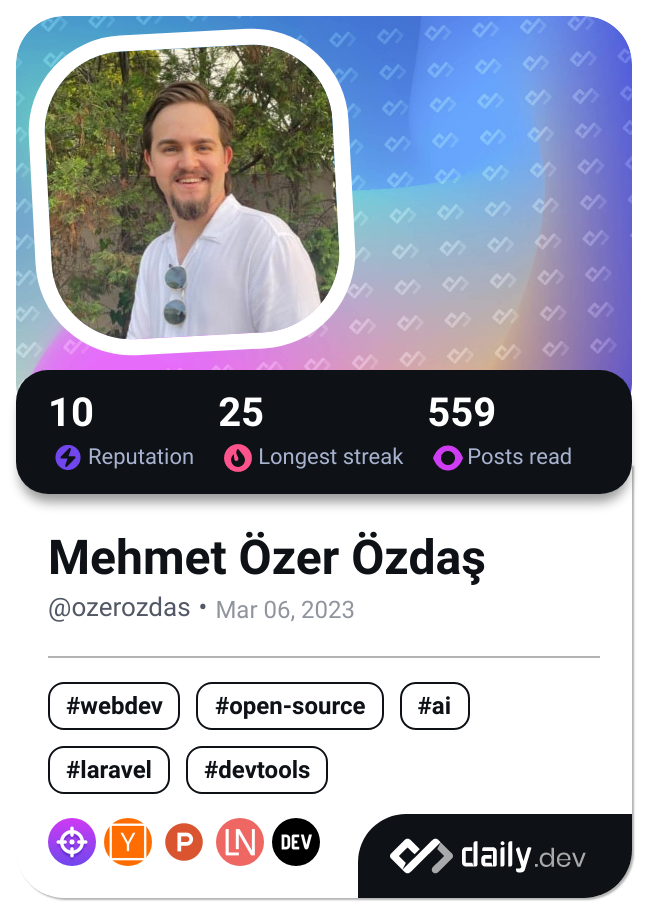 10 25 559
Reputation Longest streak Posts read
Mehmet Özer Özdaş
@ozerozdas • Mar 06, 2023
#webdev #open-source #ai
#laravel #devtools
Y P LN DEV
daily.dev